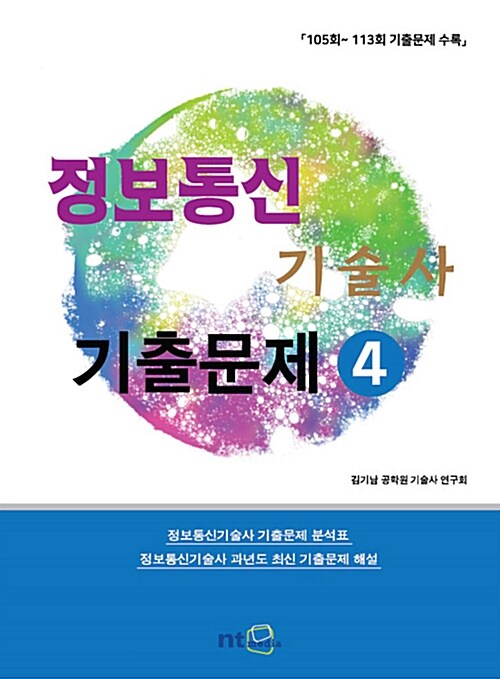 「105회~ 113회 기출문제 수록」
정보통신
기술사
기출문제 4
김기남 공학원 기술사 연구회
정보통신기술사 기출문제 분석표
정보통신기술사 과년도 최신 기출문제 해설
nt media